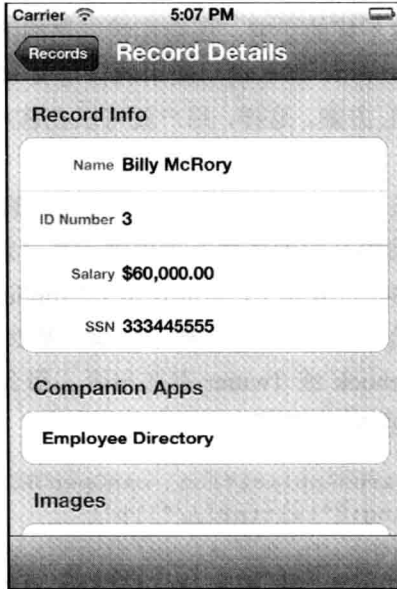 Carrier 5:07 PM
Records Record Details
Record Info
Name Billy McRory
ID Number 3
Salary $60,000.00
SSN 333445555
Companion Apps
Employee Directory
Images